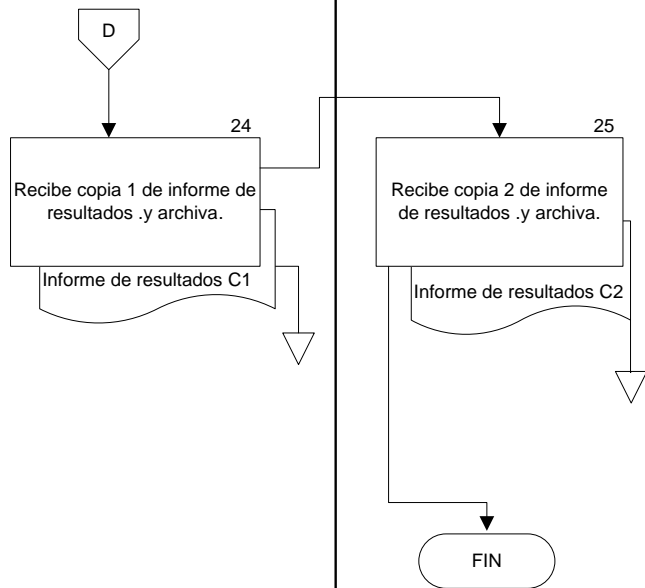 D
24
Recibe copia 1 de informe de
resultados .y archiva.
Informe de resultados C1
25
Recibe copia 2 de informe
de resultados .y archiva.
Informe de resultados C2
FIN